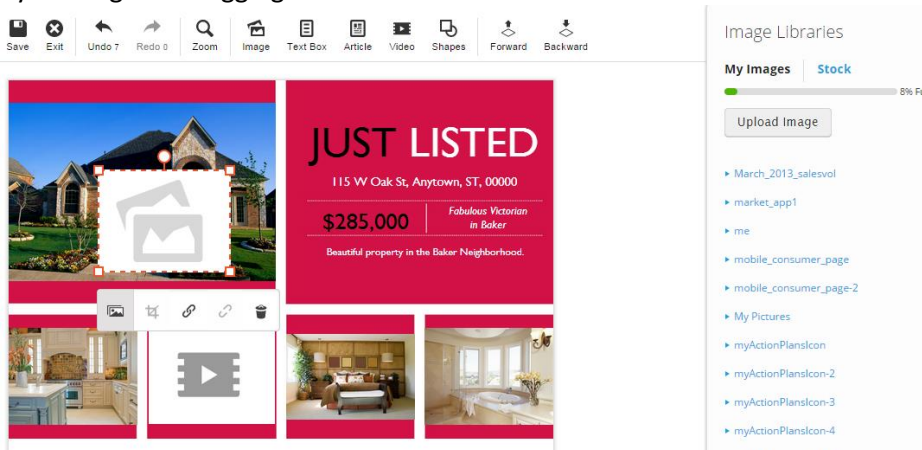 Save Exit Undo 7 Redo 0 Zoom Image Text Box Article Video Shapes Forward Backward
JUST LISTED
115 W Oak St, Anytown, ST, 00000
$285,000
Fabulous Victorian
in Baker
Beautiful property in the Baker Neighborhood.
Image Libraries
My Images Stock
8% F
Upload Image
March_2013_salesvol
market_app1
me
mobile_consumer_page
mobile_consumer_page-2
My Pictures
myActionPlansIcon
myActionPlansIcon-2
myActionPlansIcon-3
myActionPlansIcon-4